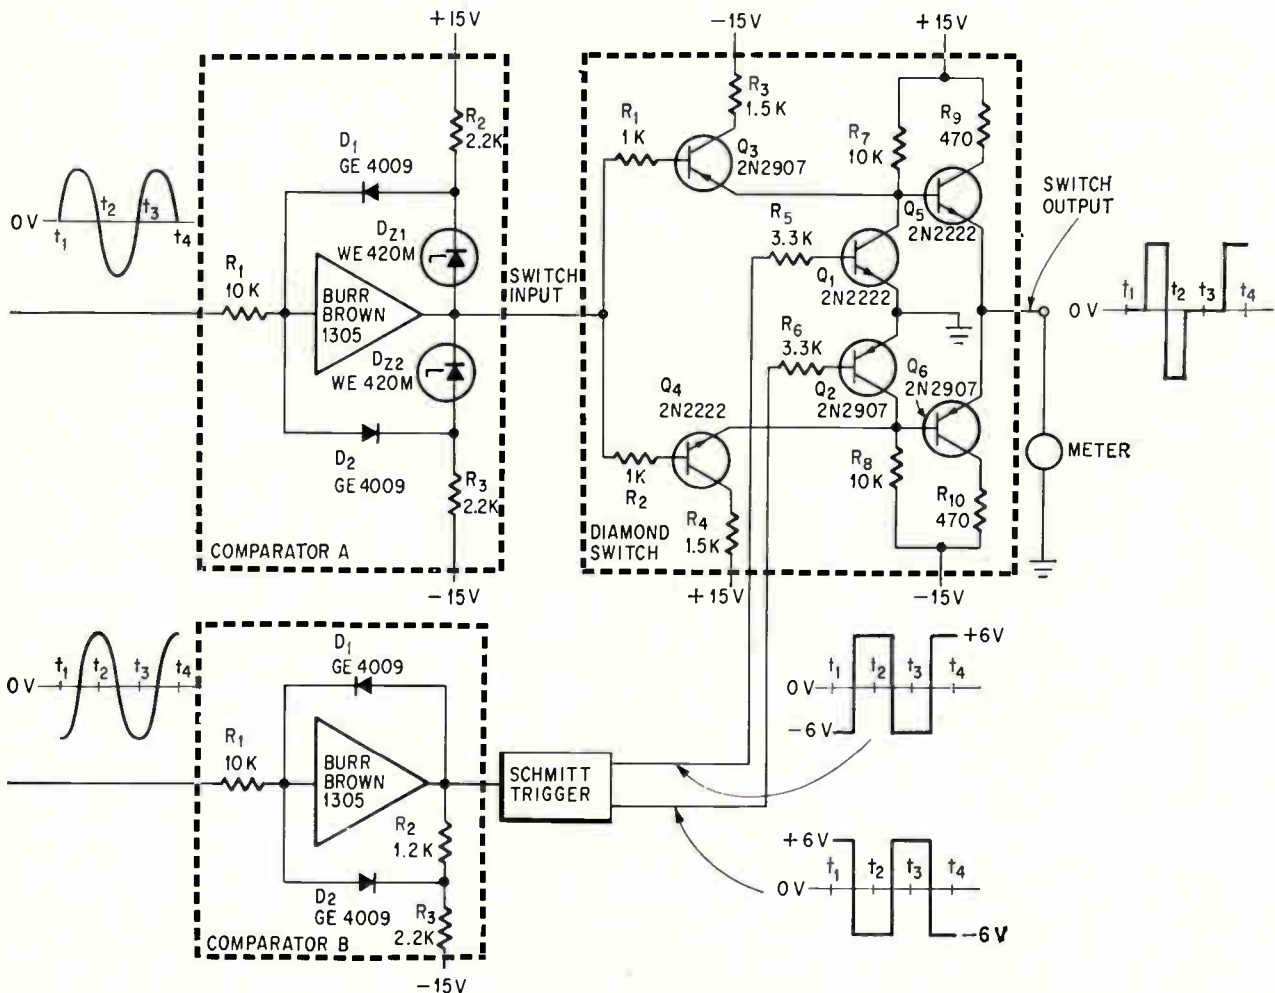 +15V
R2
2.2K
D1
GE 4009
DZ1
WE 420M
0V
t1
t2
t3
t4
R1
10 K
BURR
BROWN
1305
DZ2
WE 420M
D2
GE 4009
R3
2.2K
COMPARATOR A
-15V
SWITCH
INPUT
-15V
+15V
R3
1.5K
R1
1K
Q3
2N2907
R7
10K
R9
470
Q5
2N2222
R5
3.3K
Q1
2N2222
R6
3.3K
Q2
2N2907
Q6
2N2907
Q4
2N2222
1K
R2
R4
1.5K
R8
10K
R10
470
DIAMOND
SWITCH
+15V
-15V
SWITCH
OUTPUT
0V
t1
t2
t3
t4
METER
0V
t1
t2
t3
t4
D1
GE 4009
R1
10K
BURR
BROWN
1305
R2
1.2K
D2
GE 4009
R3
2.2K
COMPARATOR B
-15V
SCHMITT
TRIGGER
+6V
0V
t1
t2
t3
t4
-6V
+6V
0V
t1
t2
t3
t4
-6V